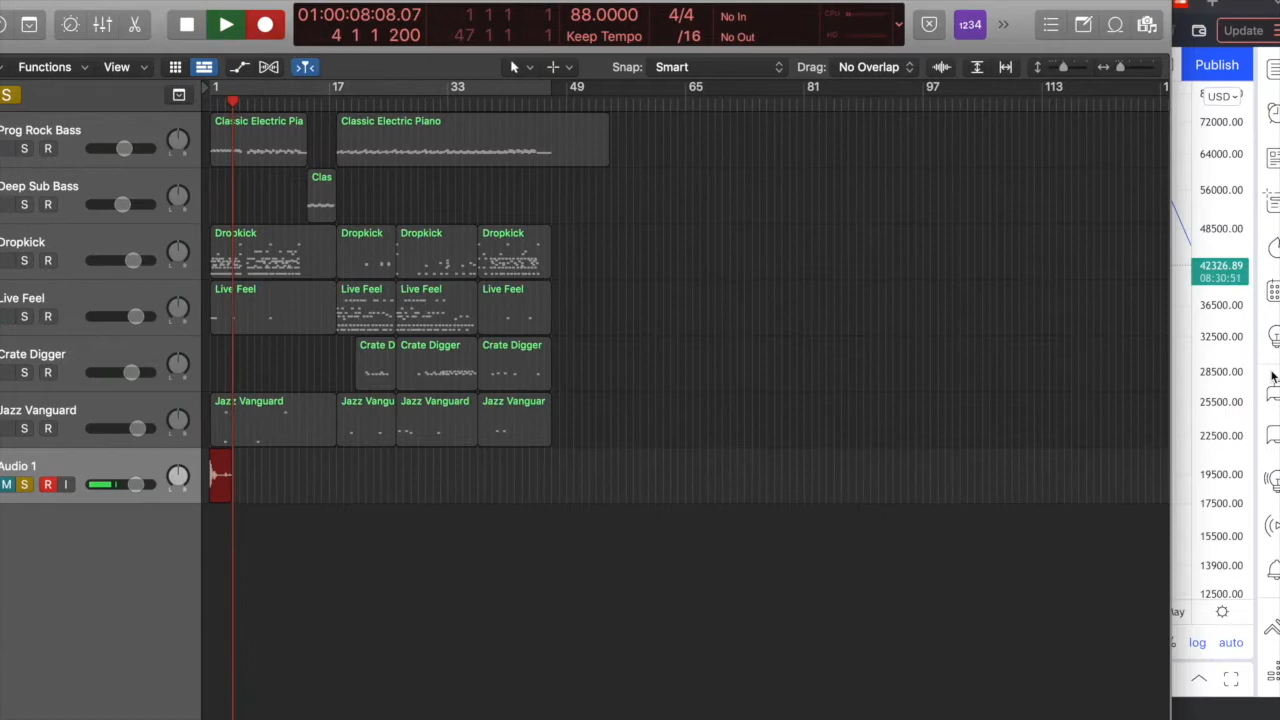 01:00:08:08.07
4 1 1 200
1 1 1 1
47 1 1 1
88.0000
Keep Tempo
4/4
/16
No In
No Out
CPU
HD
1234
Update
Functions
View
Snap: Smart
Drag: No Overlap
Publish
S
1 17 33 49 65 81 97 113
USD
Prog Rock Bass
S R
L R
Classic Electric Pia
Classic Electric Piano
Deep Sub Bass
S R
L R
Clas
Dropkick
S R
L R
Dropkick
Dropkick
Dropkick
Dropkick
Live Feel
S R
L R
Live Feel
Live Feel
Live Feel
Live Feel
Crate Digger
S R
L R
Crate D
Crate Digger
Crate Digger
Jazz Vanguard
S R
L R
Jazz Vanguard
Jazz Vangu
Jazz Vanguard
Jazz Vanguar
Audio 1
M S R I
L R
72000.00
64000.00
56000.00
48500.00
42326.89
08:30:51
36500.00
32500.00
28500.00
25500.00
22500.00
19500.00
17500.00
15500.00
13900.00
12500.00
ay
% log auto